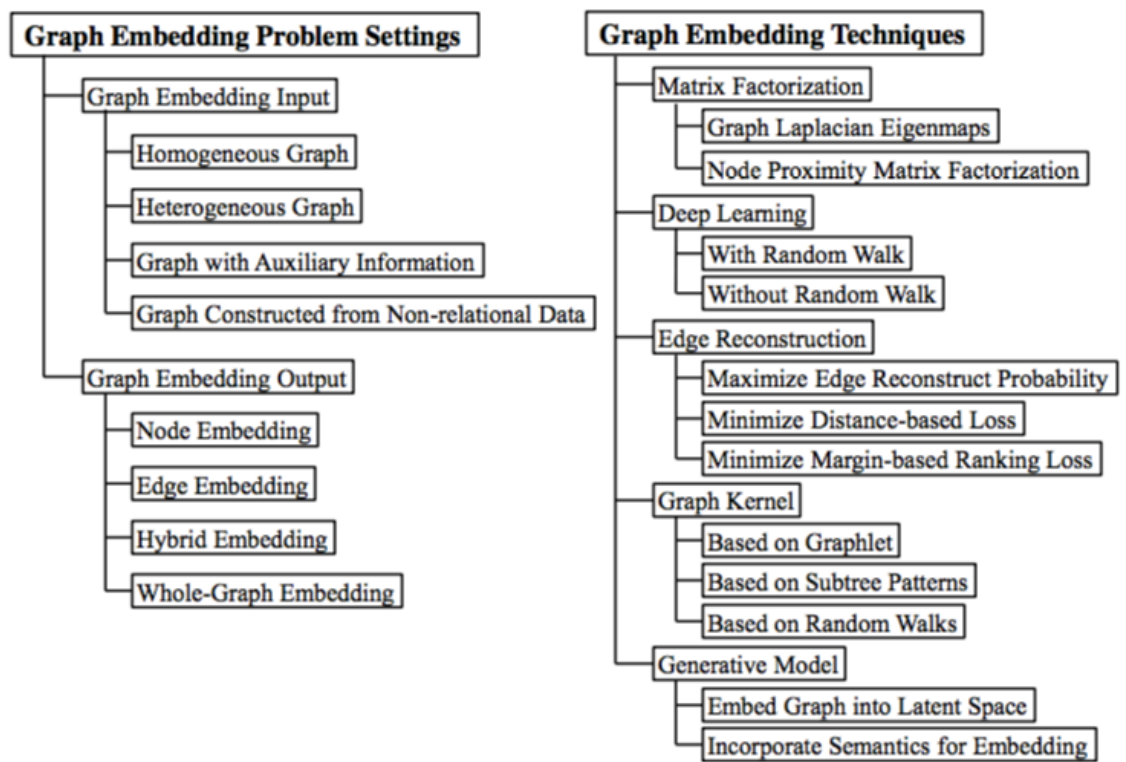 Graph Embedding Problem Settings
Graph Embedding Input
Homogeneous Graph
Heterogeneous Graph
Graph with Auxiliary Information
Graph Constructed from Non-relational Data
Graph Embedding Output
Node Embedding
Edge Embedding
Hybrid Embedding
Whole-Graph Embedding
Graph Embedding Techniques
Matrix Factorization
Graph Laplacian Eigenmaps
Node Proximity Matrix Factorization
Deep Learning
With Random Walk
Without Random Walk
Edge Reconstruction
Maximize Edge Reconstruct Probability
Minimize Distance-based Loss
Minimize Margin-based Ranking Loss
Graph Kernel
Based on Graphlet
Based on Subtree Patterns
Based on Random Walks
Generative Model
Embed Graph into Latent Space
Incorporate Semantics for Embedding